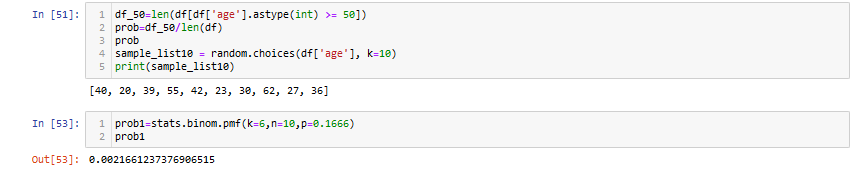 In [51]:
1 df_50=len(df[df['age'].astype(int) >= 50])
2 prob=df_50/len(df)
3 prob
4 sample_list10 = random.choices(df['age'], k=10)
5 print(sample_list10)
[40, 20, 39, 55, 42, 23, 30, 62, 27, 36]
In [53]:
1 prob1=stats.binom.pmf(k=6,n=10,p=0.1666)
2 prob1
Out[53]: 0.0021661237376906515